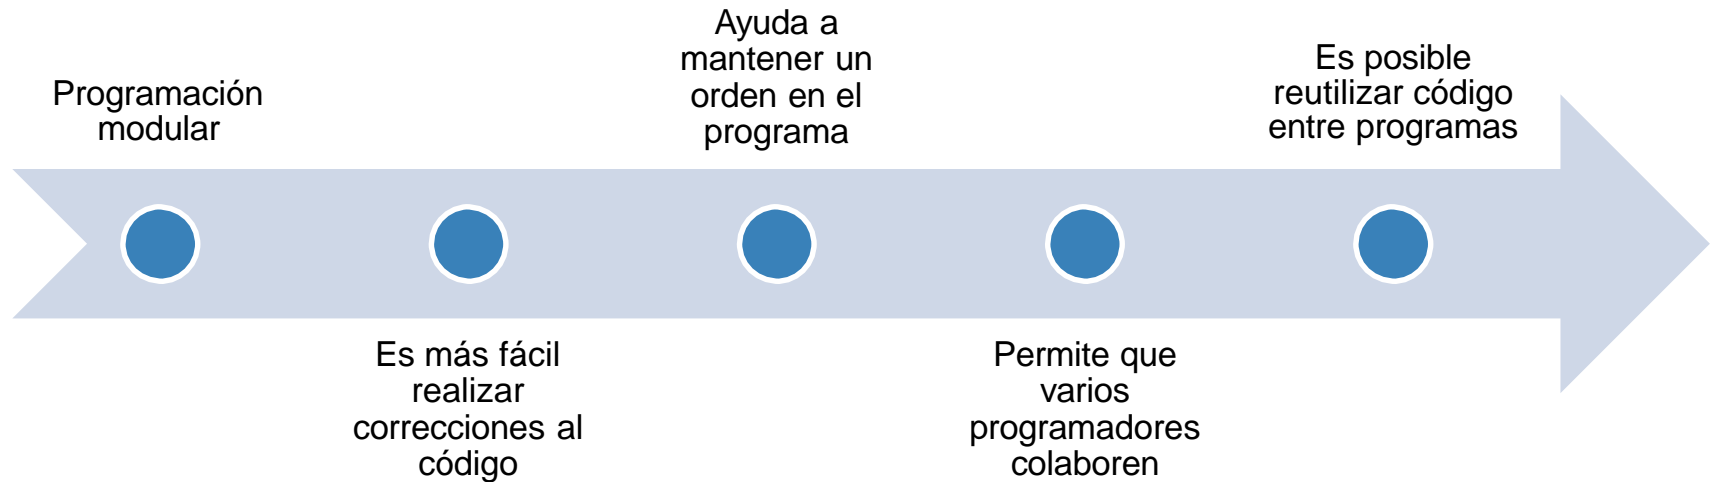 Programación
modular
Es más fácil
realizar
correcciones al
código
Ayuda a
mantener un
orden en el
programa
Permite que
varios
programadores
colaboren
Es posible
reutilizar código
entre programas